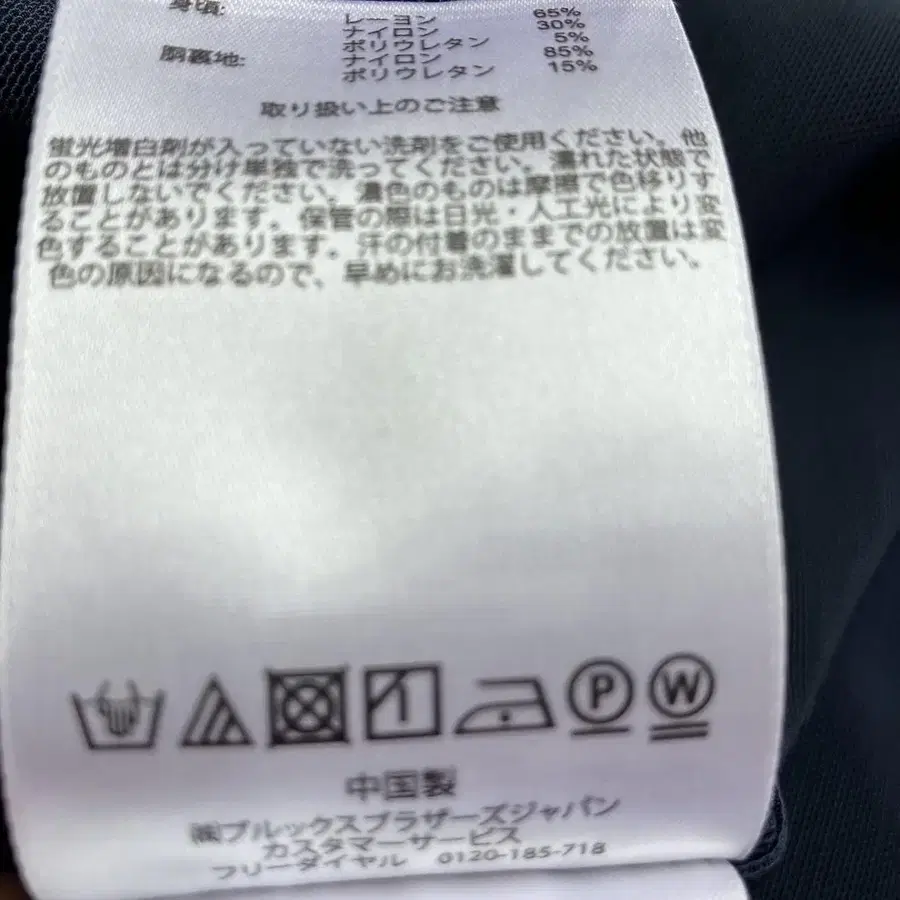 身頃:
レーヨン 65%
ナイロン 30%
ポリウレタン 5%
胴裏地: ナイロン 85%
ポリウレタン 15%
取り扱い上のご注意
蛍光増白剤が入っていない洗剤をご使用ください。他
のものとは分け単独で洗ってください。濡れた状態で
放置しないでください。濃色のものは摩擦で色移りす
ることがあります。保管の際は日光・人工光により変
色することがあります。汗の付着のままでの放置は変
色の原因になるので、早めにお洗濯してください。
P W
中国製
㈱ブルックスブラザーズジャパン
カスタマーサービス
フリーダイヤル 0120-185-718